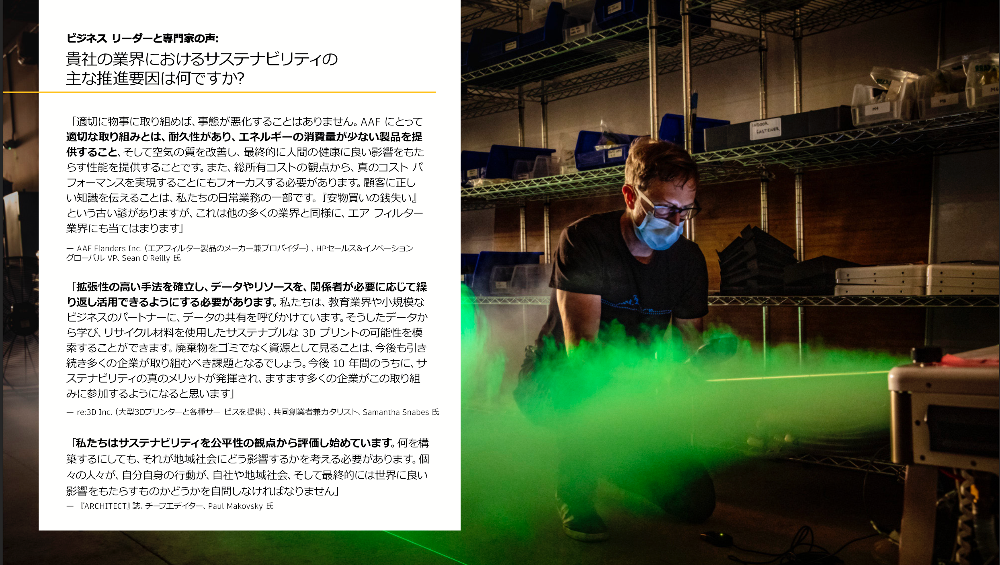 ビジネス リーダーと専門家の声:
貴社の業界におけるサステナビリティの
主な推進要因は何ですか?
「適切に物事に取り組めば、事態が悪化することはありません。AAF にとって
適切な取り組みとは、耐久性があり、エネルギーの消費量が少ない製品を提
供すること、そして空気の質を改善し、最終的に人間の健康に良い影響をもた
らす性能を提供することです。また、総所有コストの観点から、真のコスト パ
フォーマンスを実現することにもフォーカスする必要があります。顧客に正し
い知識を伝えることは、私たちの日常業務の一部です。『安物買いの銭失い』
という古い諺がありますが、これは他の多くの業界と同様に、エア フィルター
業界にも当てはまります」
— AAF Flanders Inc.（エアフィルター製品のメーカー兼プロバイダー）、HPセールス&イノベーション
グローバル VP、Sean O'Reilly 氏
「拡張性の高い手法を確立し、データやリソースを、関係者が必要に応じて繰
り返し活用できるようにする必要があります。私たちは、教育業界や小規模な
ビジネスのパートナーに、データの共有を呼びかけています。そうしたデータか
ら学び、リサイクル材料を使用したサステナブルな 3D プリントの可能性を模
索することができます。廃棄物をゴミでなく資源として見ることは、今後も引き
続き多くの企業が取り組むべき課題となるでしょう。今後 10 年間のうちに、サ
ステナビリティの真のメリットが発揮され、ますます多くの企業がこの取り組
みに参加するようになると思います」
— re:3D Inc.（大型3Dプリンターと各種サー ビスを提供）、共同創業者兼カタリスト、Samantha Snabes 氏
「私たちはサステナビリティを公平性の観点から評価し始めています。何を構
築するにしても、それが地域社会にどう影響するかを考える必要があります。個
々の人々が、自分自身の行動が、自社や地域社会、そして最終的には世界に良い
影響をもたらすものかどうかを自問しなければなりません」
— 『ARCHITECT』誌、チーフエデイター、Paul Makovsky 氏
INDOOR
FASTENER
M4
M5
M6